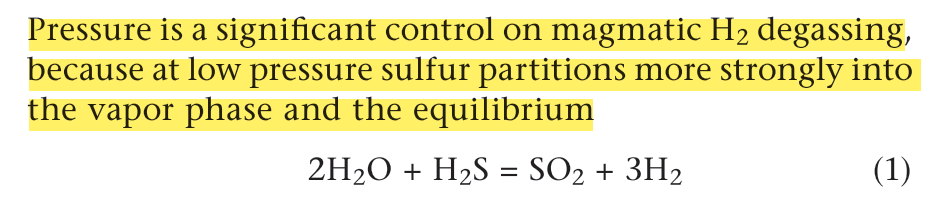 Pressure is a significant control on magmatic H₂ degassing,
because at low pressure sulfur partitions more strongly into
the vapor phase and the equilibrium
2H₂O + H₂S = SO₂ + 3H₂ (1)